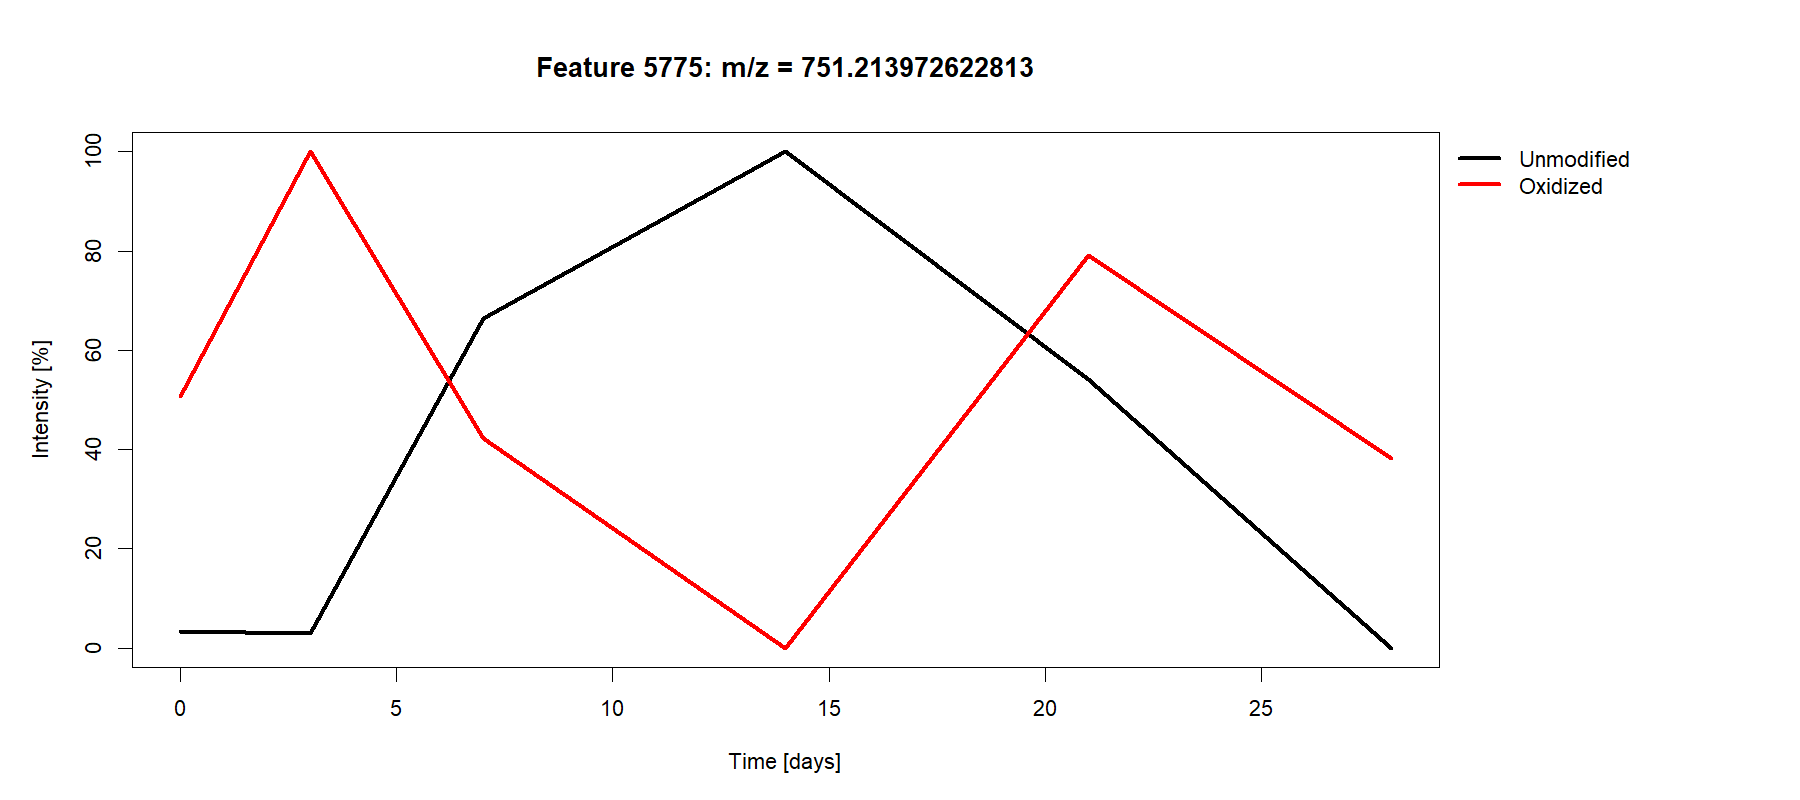 Feature 5775: m/z = 751.213972622813
Unmodified
Oxidized
Intensity [%]
100
80
60
40
20
0
0 5 10 15 20 25
Time [days]